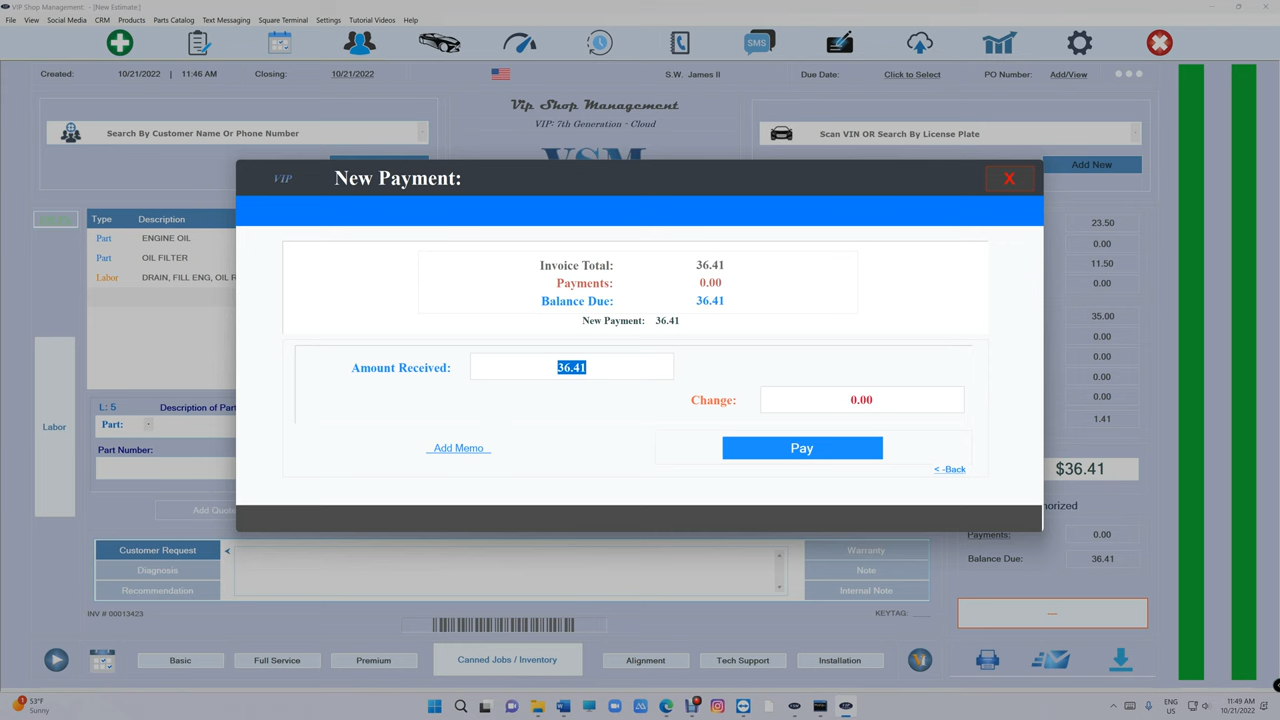 VIP Shop Management - [New Estimate:]
File View Social Media CRM Products Parts Catalog Text Messaging Square Terminal Settings Tutorial Videos Help
SMS
Created: 10/21/2022 | 11:46 AM Closing: 10/21/2022 S.W. James II Due Date: Click to Select PO Number: Add/View
Vip Shop Management
VIP: 7th Generation - Cloud
VSM
Search By Customer Name Or Phone Number
Scan VIN OR Search By License Plate
Add New
VIP New Payment: X
Invoice Total: 36.41
Payments: 0.00
Balance Due: 36.41
New Payment: 36.41
Amount Received: 36.41
Change: 0.00
Add Memo
Pay
< -Back
Type Description
Part ENGINE OIL
Part OIL FILTER
Labor DRAIN, FILL ENG, OIL R
Labor
L: 5 Description of Part
Part:
Part Number:
Add Quote
23.50
0.00
11.50
0.00
35.00
0.00
0.00
0.00
0.00
1.41
$36.41
horized
Payments: 0.00
Balance Due: 36.41
—
Customer Request <
Diagnosis
Recommendation
Warranty
Note
Internal Note
INV # 00013423
KEYTAG: ____
Basic Full Service Premium Canned Jobs / Inventory Alignment Tech Support Installation
53°F
Sunny
ENG
QW
11:49 AM
10/21/2022